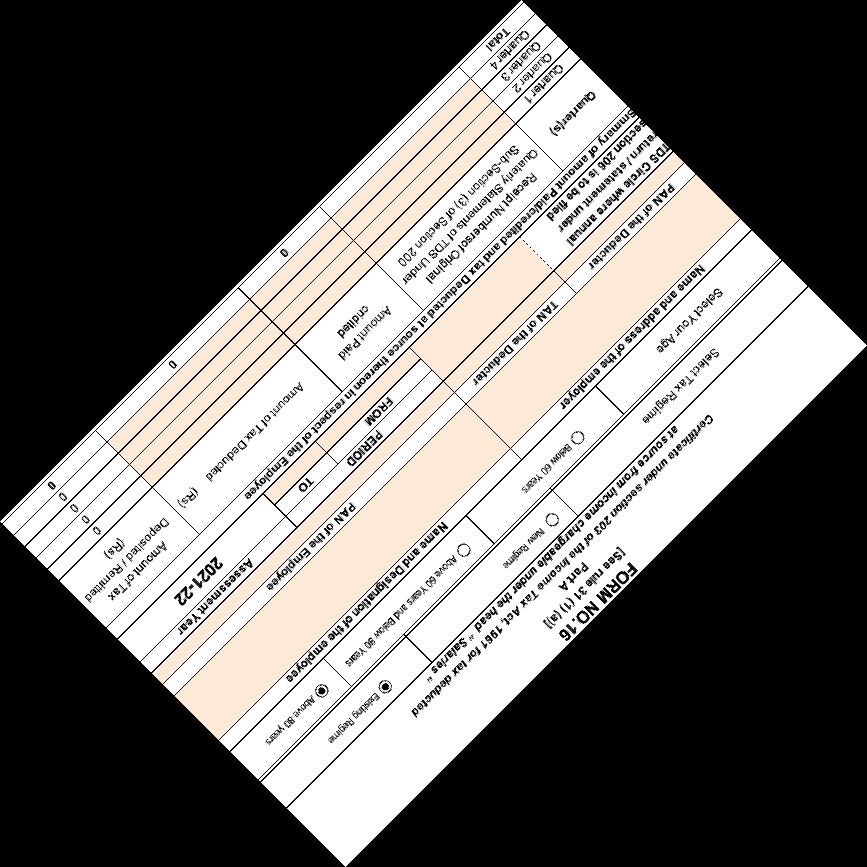 FORM NO.16
[See rule 31 (1) (a)]
Part A
Certificate under section 203 of the Income Tax Act, 1961 for tax deducted
at source from income chargeable under the head " Salaries "
Select Tax Regime New Regime Existing Regime
Select Your Age Below 60 Years Above 60 Years and Below 80 Years Above 80 years
Name and address of the employer Name and Designation of the employee
PAN of the Deducter TAN of the Deducter PAN of the Employee
TDS Circle where annual
return / statement under
section 206 is to be filed
PERIOD
FROM TO
Assessment Year
2021-22
Smmary of amount Paid/credited and tax Deducted at source thereon in respect of the Employee
Quarter(s)
Receipt Numbersof Original
Quaterly Statements of TDS Under
Sub-Section (3) of Section 200
Amount Paid
crdited
Amount of Tax Deducted
(Rs)
Amount of Tax
Deposited / Remitted
(Rs)
Quarter 1 0
Quarter 2 0
Quarter 3 0
Quarter 4 0
Total 0 0 0